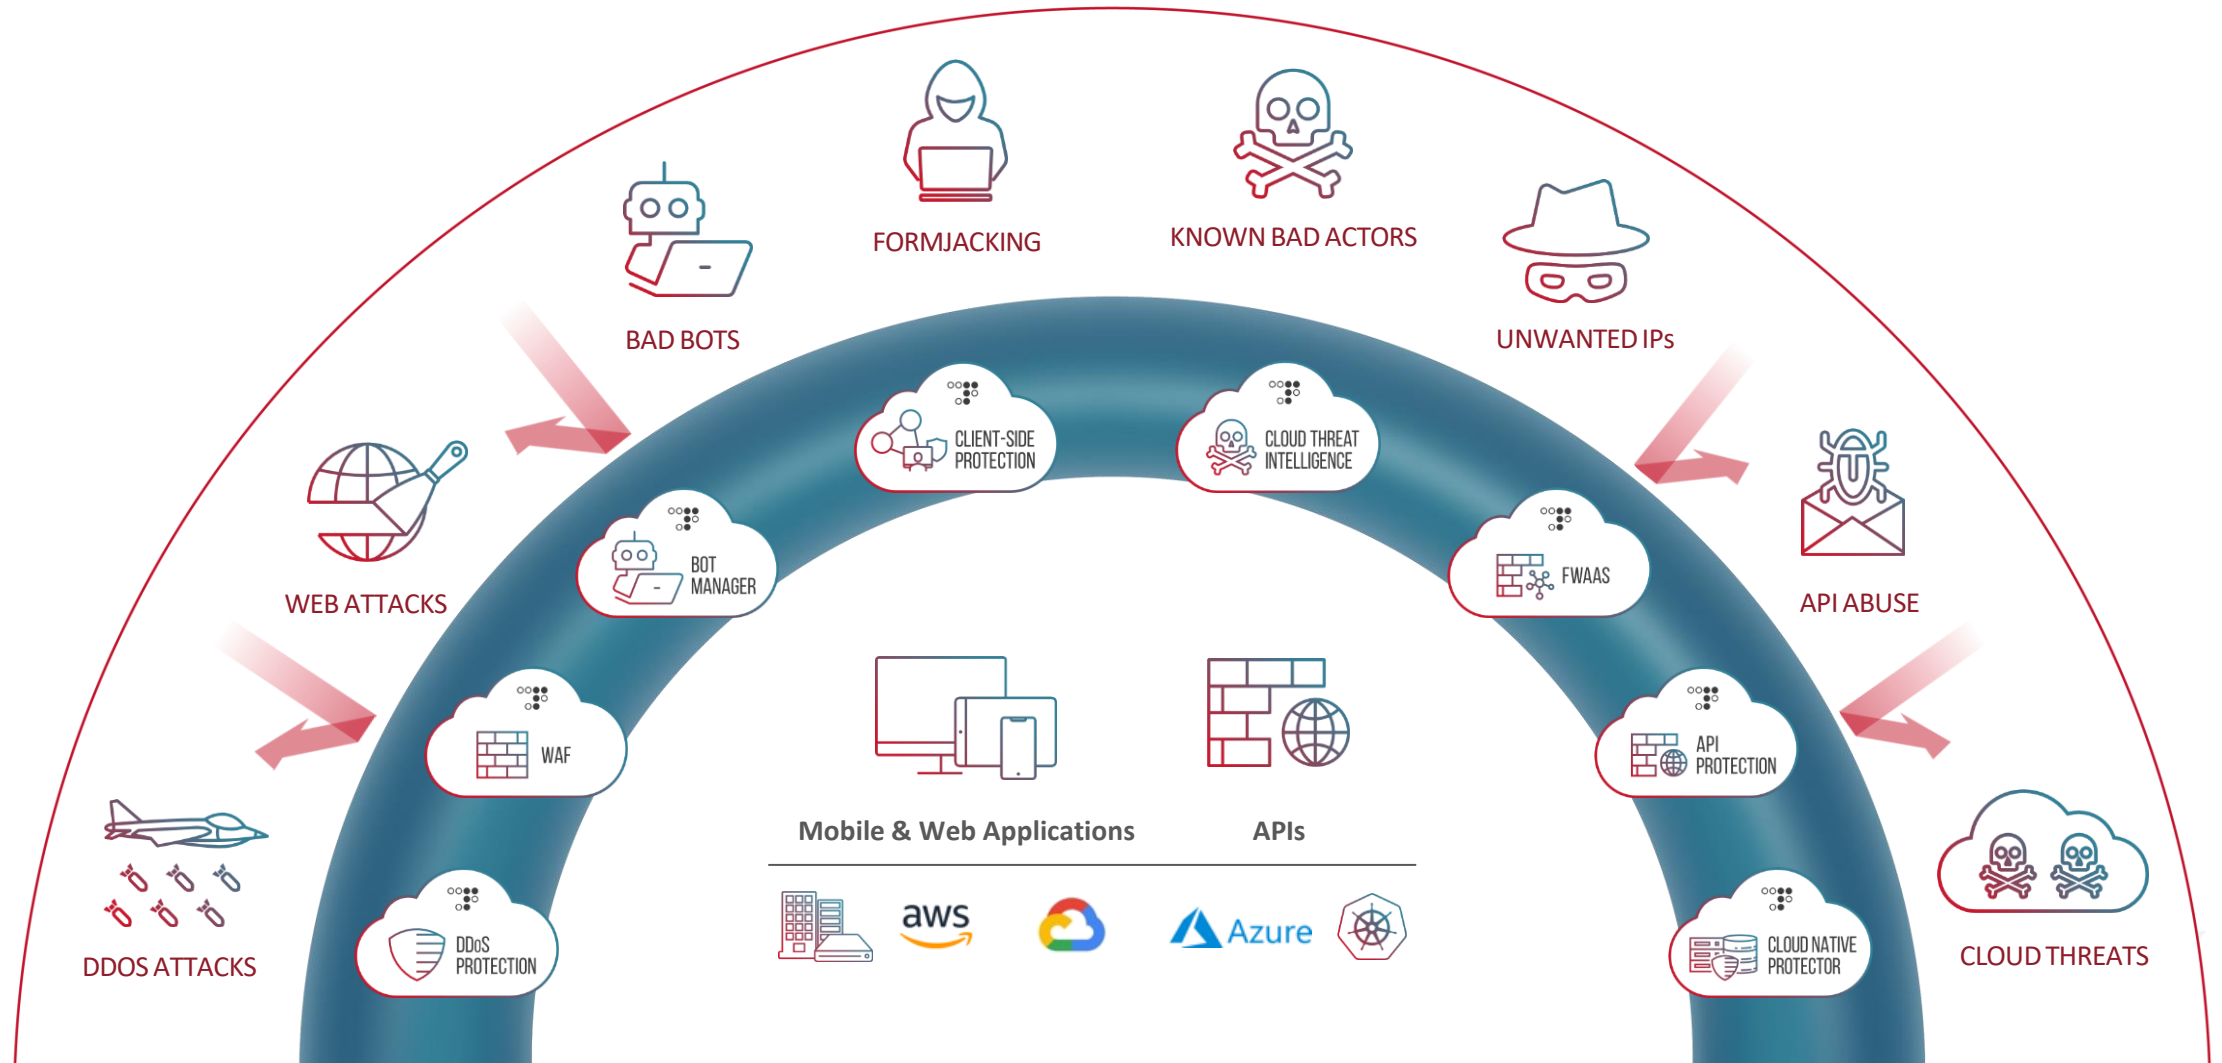 FORMJACKING
KNOWN BAD ACTORS
BAD BOTS
UNWANTED IPs
WEB ATTACKS
API ABUSE
DDOS ATTACKS
CLOUD THREATS
CLIENT-SIDE
PROTECTION
CLOUD THREAT
INTELLIGENCE
BOT
MANAGER
FWAAS
WAF
API
PROTECTION
DDoS
PROTECTION
CLOUD NATIVE
PROTECTOR
Mobile & Web Applications
APIs
aws
Azure